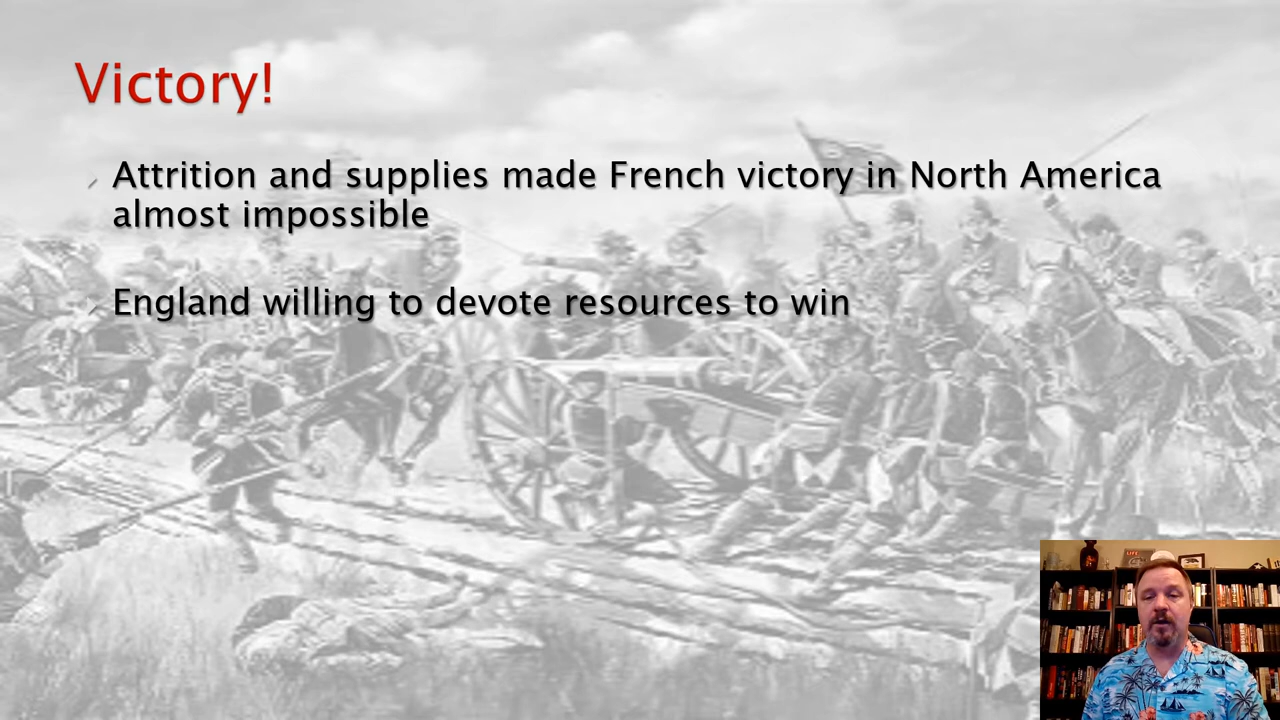 Victory!
Attrition and supplies made French victory in North America
almost impossible
England willing to devote resources to win
LIFE